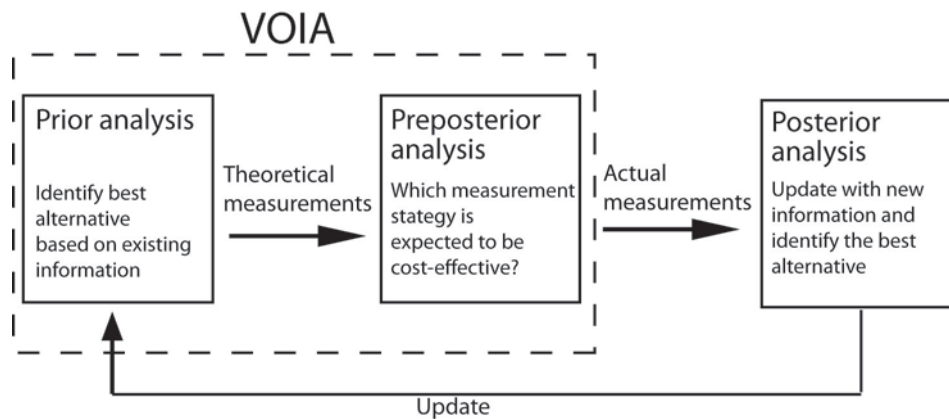 VOIA
Prior analysis
Identify best
alternative
based on existing
information
Theoretical
measurements
Preposterior
analysis
Which measurement
stategy is
expected to be
cost-effective?
Actual
measurements
Posterior
analysis
Update with new
information and
identify the best
alternative
Update